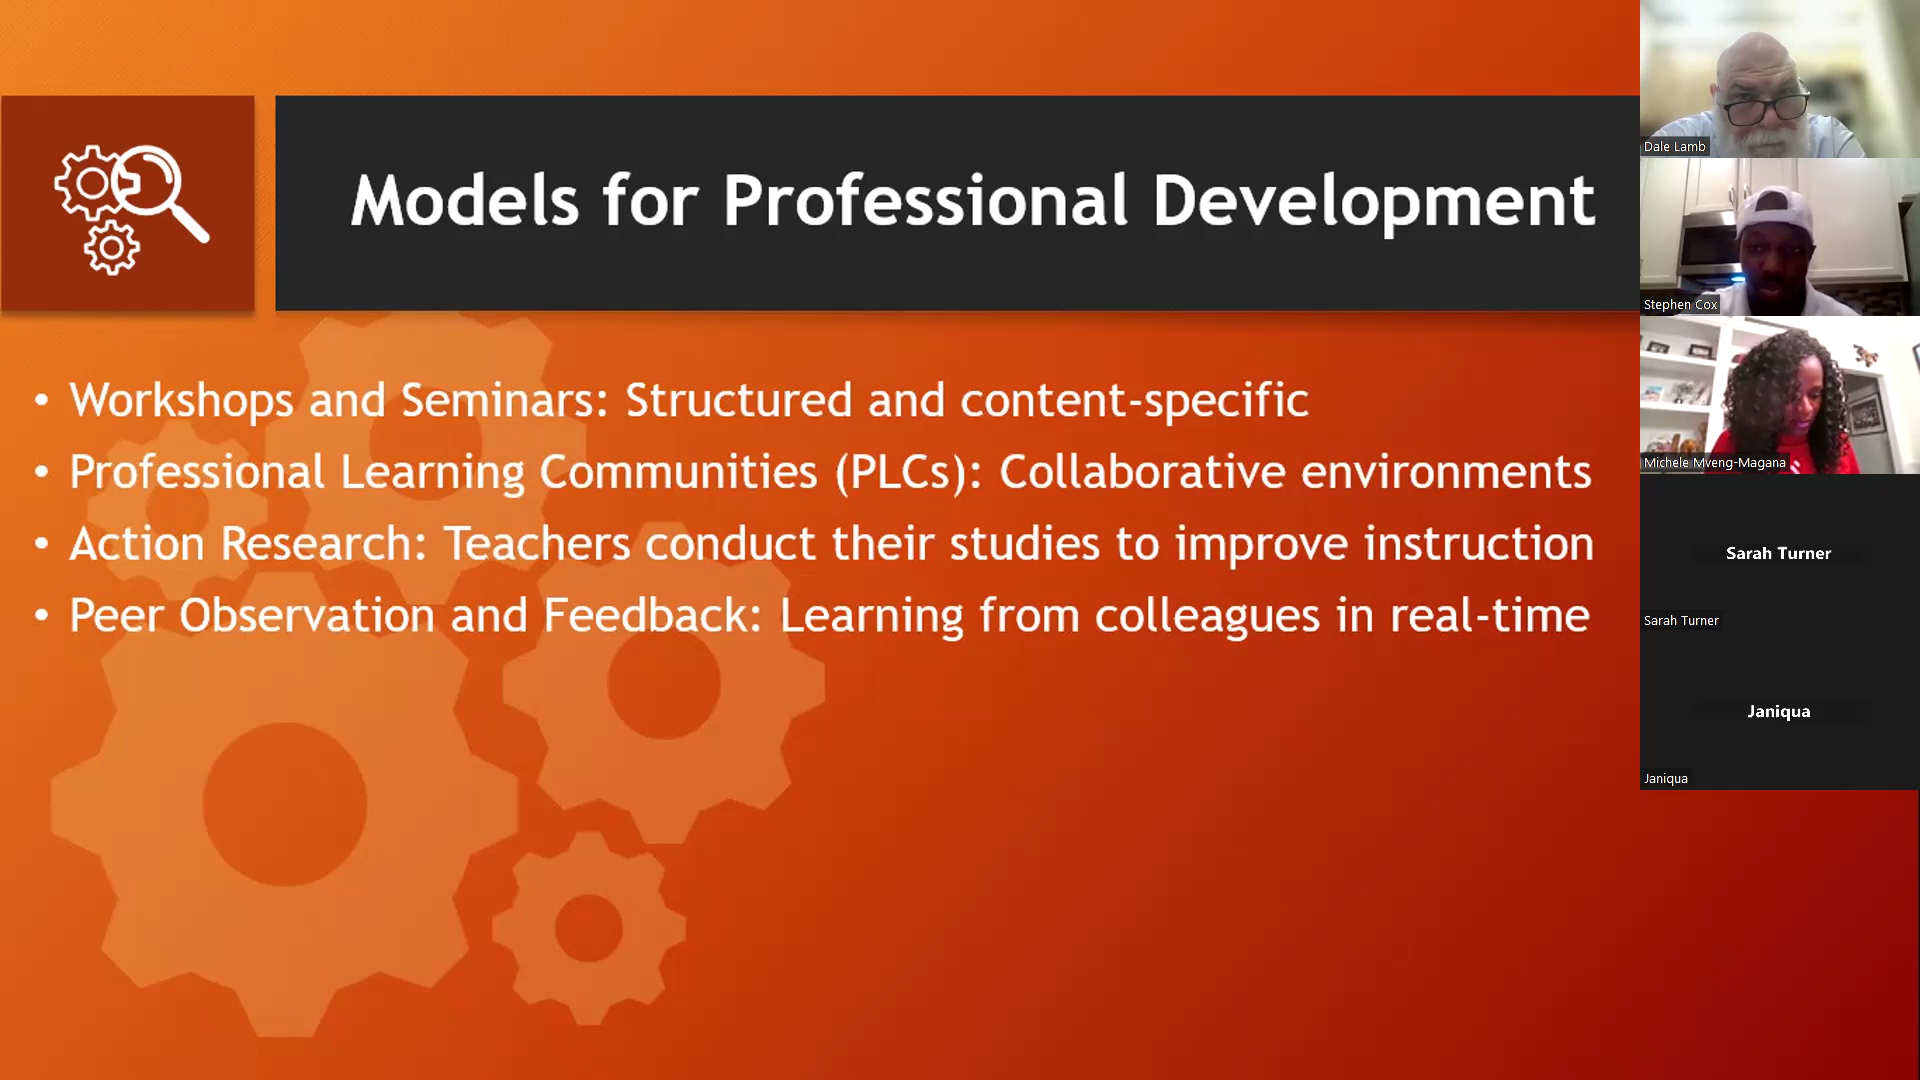 Models for Professional Development
• Workshops and Seminars: Structured and content-specific
• Professional Learning Communities (PLCs): Collaborative environments
• Action Research: Teachers conduct their studies to improve instruction
• Peer Observation and Feedback: Learning from colleagues in real-time
Dale Lamb
Stephen Cox
Michele Mveng-Magana
Sarah Turner
Sarah Turner
Janiqua
Janiqua